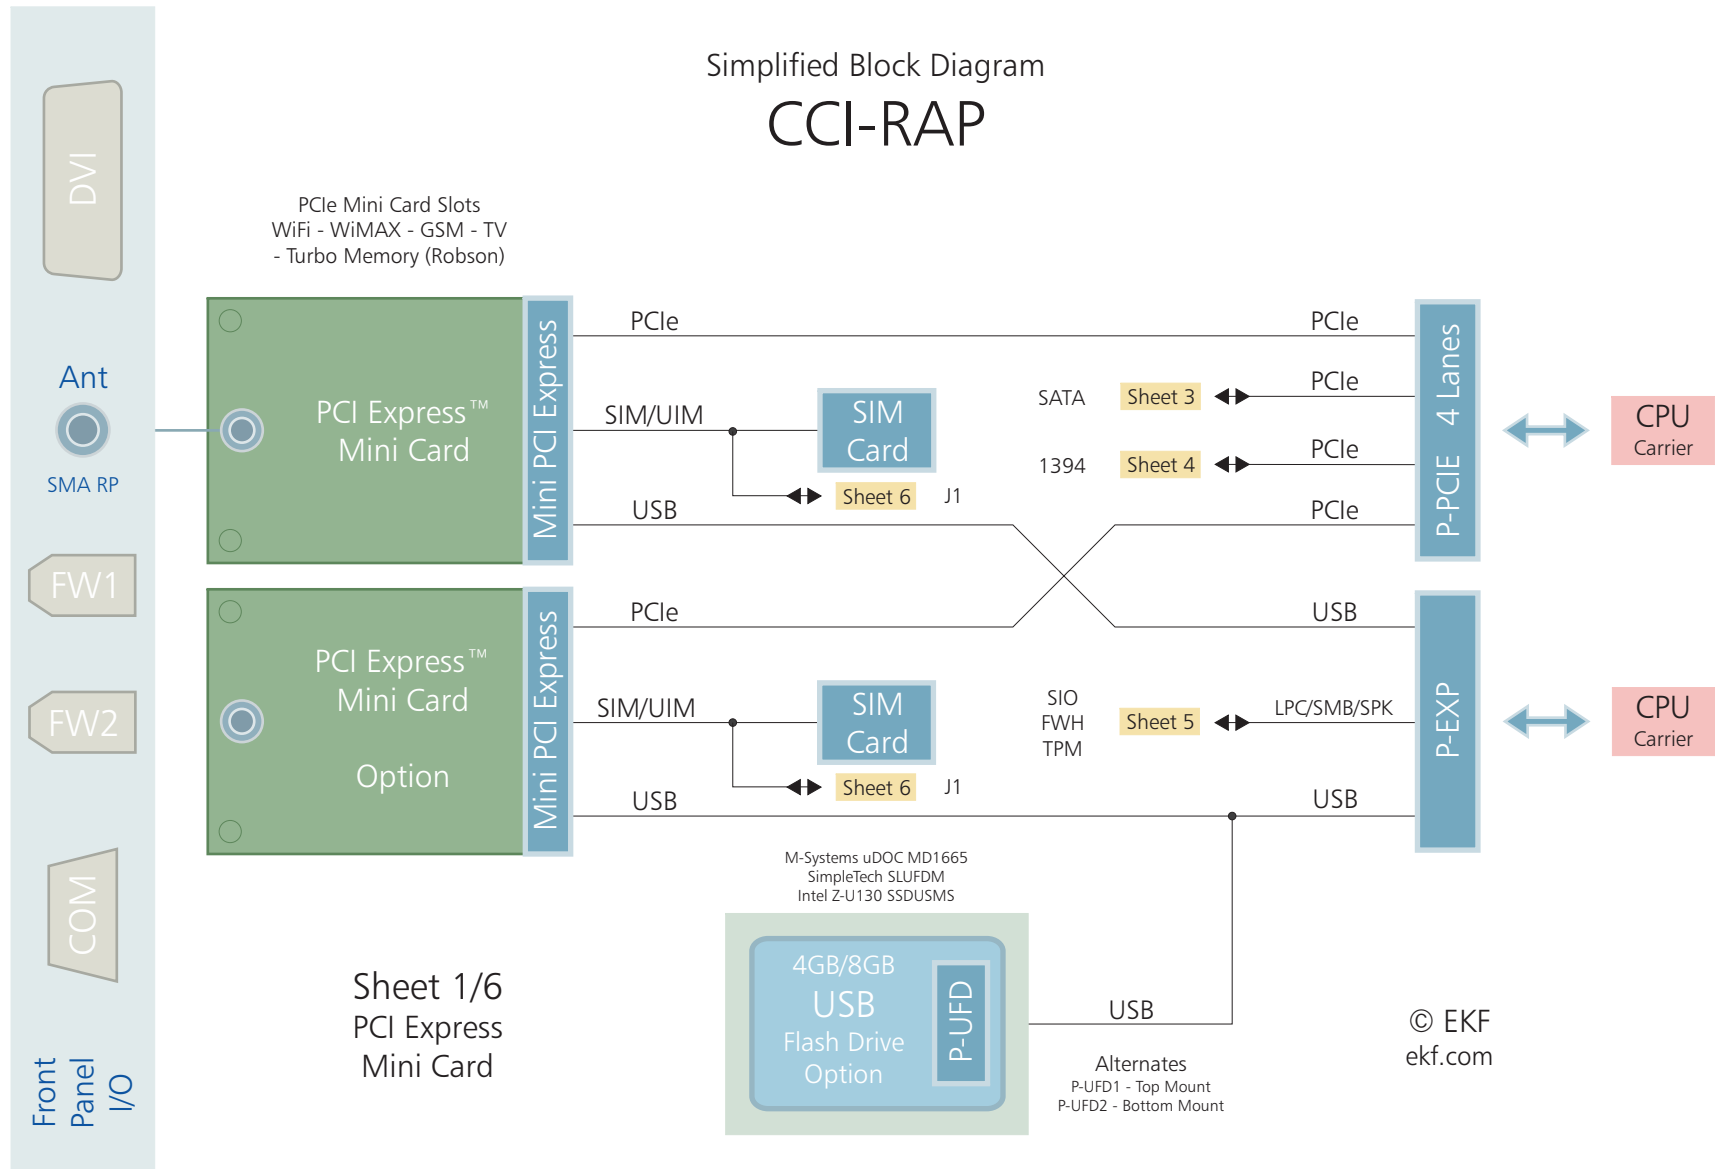 Simplified Block Diagram
CCI-RAP
DVI
Ant
SMA RP
FW1
FW2
COM
Front
Panel
I/O
PCIe Mini Card Slots
WiFi - WiMAX - GSM - TV
- Turbo Memory (Robson)
PCI Express™
Mini Card
Mini PCI Express
PCIe
SIM/UIM
USB
SIM
Card
Sheet 6 J1
PCIe
SATA Sheet 3 PCIe
1394 Sheet 4 PCIe
PCIe
P-PCIE 4 Lanes
CPU
Carrier
PCI Express™
Mini Card
Option
Mini PCI Express
PCIe
SIM/UIM
USB
SIM
Card
Sheet 6 J1
USB
SIO
FWH
TPM
Sheet 5 LPC/SMB/SPK
USB
P-EXP
CPU
Carrier
M-Systems uDOC MD1665
SimpleTech SLUFDM
Intel Z-U130 SSDUSMS
4GB/8GB
USB
Flash Drive
Option
P-UFD
USB
Alternates
P-UFD1 - Top Mount
P-UFD2 - Bottom Mount
Sheet 1/6
PCI Express
Mini Card
© EKF
ekf.com